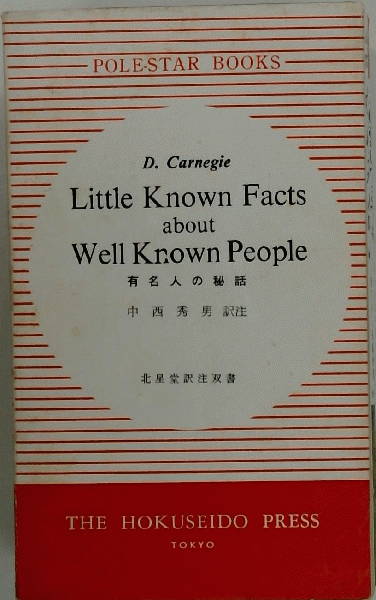 POLE-STAR BOOKS
D. Carnegie
Little Known Facts
about
Well Known People
有名人の秘話
中西秀男 訳注
北星堂訳注双書
THE HOKUSEIDO PRESS
TOKYO